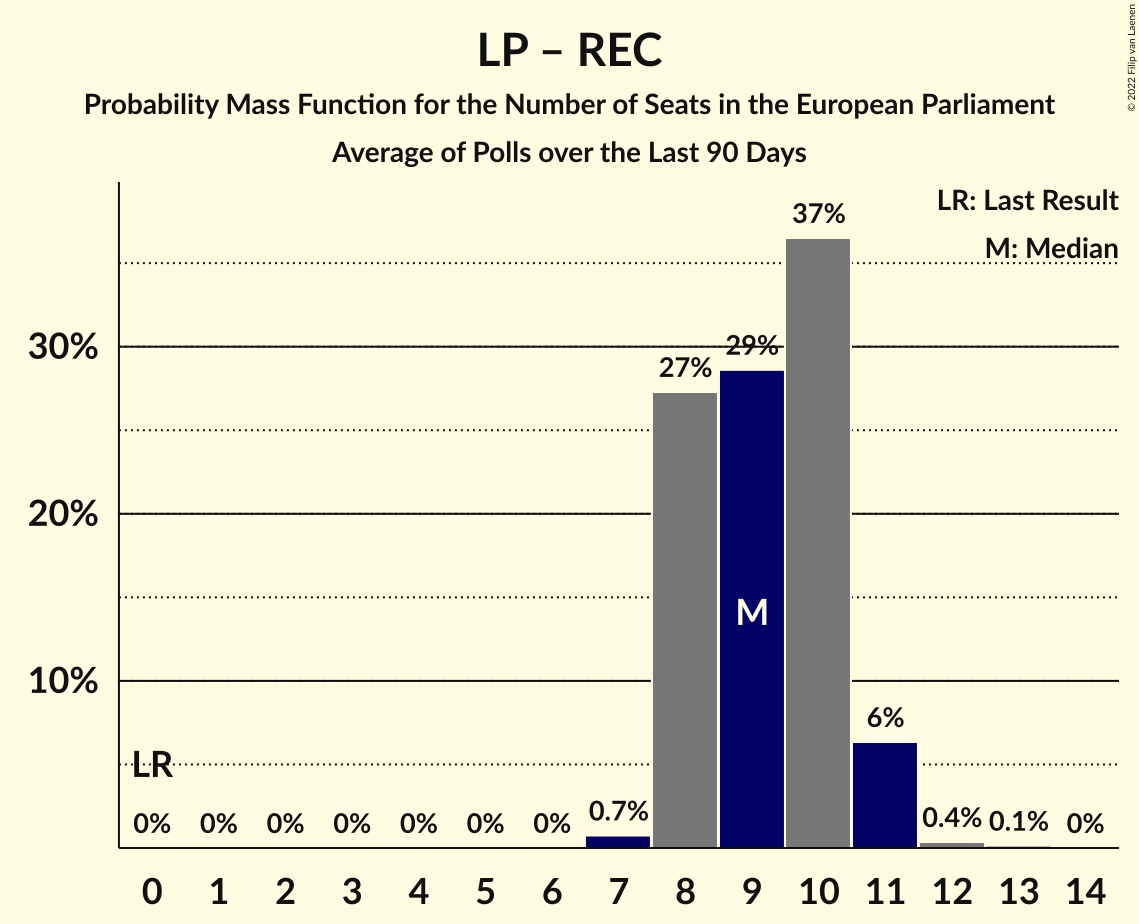 LP – REC
Probability Mass Function for the Number of Seats in the European Parliament
Average of Polls over the Last 90 Days
© 2022 Filip van Laenen
LR: Last Result
M: Median
37%
30%
29%
27%
20%
M
10%
6%
LR
0% 0% 0% 0% 0% 0% 0% 0.7% 0.4% 0.1% 0%
0 1 2 3 4 5 6 7 8 9 10 11 12 13 14